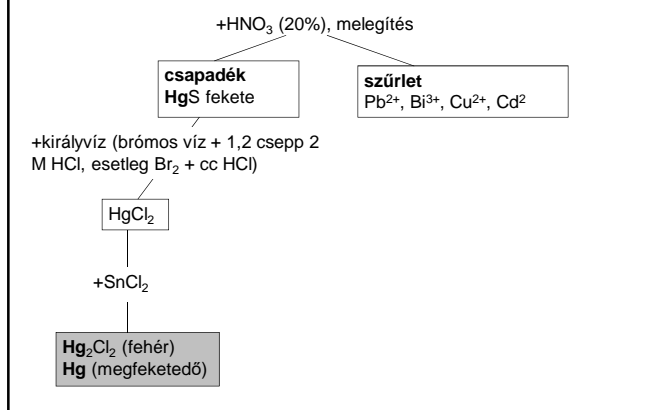 +HNO₃ (20%), melegítés
csapadék
HgS fekete
szűrlet
Pb²⁺, Bi³⁺, Cu²⁺, Cd²
+királyvíz (brómos víz + 1,2 csepp 2
M HCl, esetleg Br₂ + cc HCl)
HgCl₂
+SnCl₂
Hg₂Cl₂ (fehér)
Hg (megfeketedő)